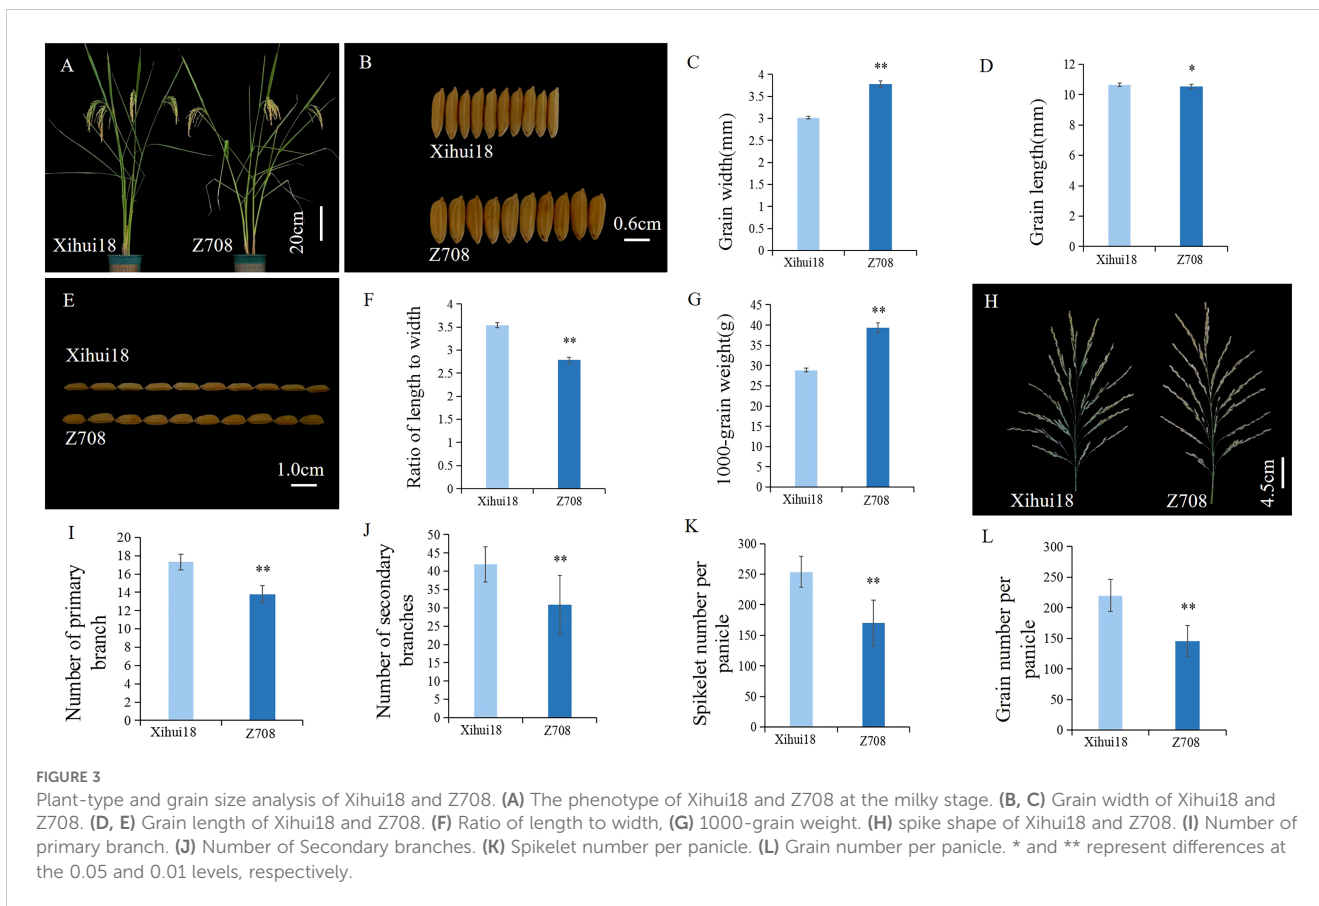 A
Xihui18
Z708
20cm
B
Xihui18
Z708
0.6cm
C
**
Grain width(mm)
4
3.5
3
2.5
2
1.5
1
0.5
0
Xihui18
Z708
D
*
Grain length(mm)
12
10
8
6
4
2
0
Xihui18
Z708
E
Xihui18
Z708
1.0cm
F
**
Ratio of length to width
4
3.5
3
2.5
2
1.5
1
0.5
0
Xihui18
Z708
G
**
1000-grain weight(g)
45
40
35
30
25
20
15
10
5
0
Xihui18
Z708
H
Xihui18
Z708
4.5cm
I
**
Number of primary
branch
20
18
16
14
12
10
8
6
4
2
0
Xihui18
Z708
J
**
Number of secondary
branches
50
45
40
35
30
25
20
15
10
5
0
Xihui18
Z708
K
**
Spikelet number per
panicle
300
250
200
150
100
50
0
Xihui18
Z708
L
**
Grain number per
panicle
300
250
200
150
100
50
0
Xihui18
Z708
FIGURE 3
Plant-type and grain size analysis of Xihui18 and Z708. (A) The phenotype of Xihui18 and Z708 at the milky stage. (B, C) Grain width of Xihui18 and
Z708. (D, E) Grain length of Xihui18 and Z708. (F) Ratio of length to width, (G) 1000-grain weight. (H) spike shape of Xihui18 and Z708. (I) Number of
primary branch. (J) Number of Secondary branches. (K) Spikelet number per panicle. (L) Grain number per panicle. * and ** represent differences at
the 0.05 and 0.01 levels, respectively.